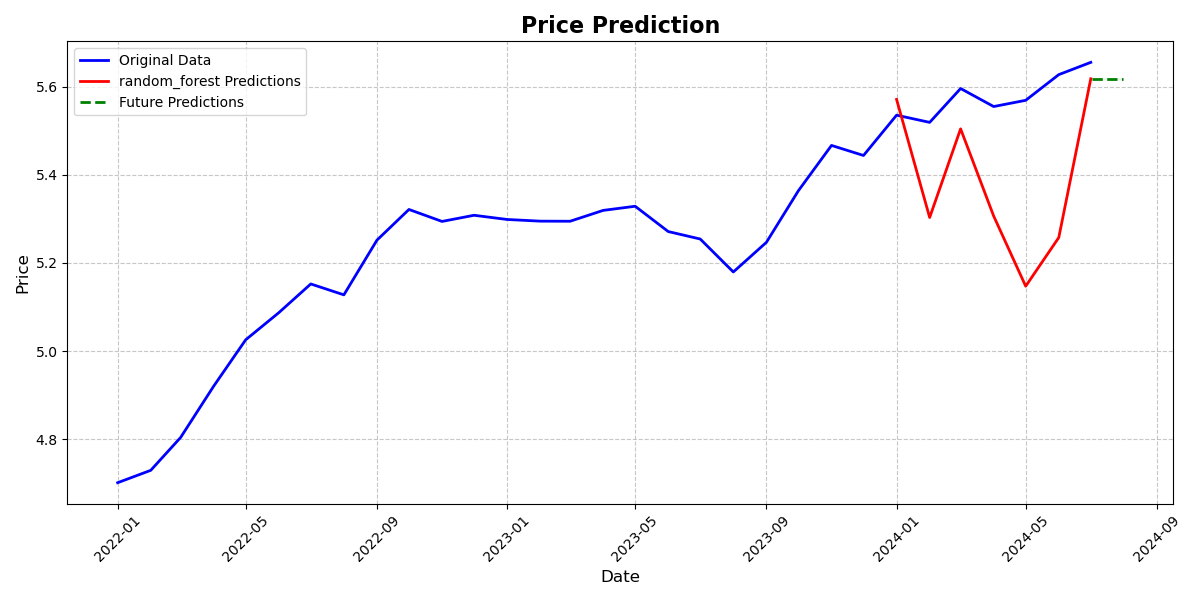 Price Prediction
Original Data
random_forest Predictions
Future Predictions
Price
5.6
5.4
5.2
5.0
4.8
2022-01
2022-05
2022-09
2023-01
2023-05
2023-09
2024-01
2024-05
2024-09
Date